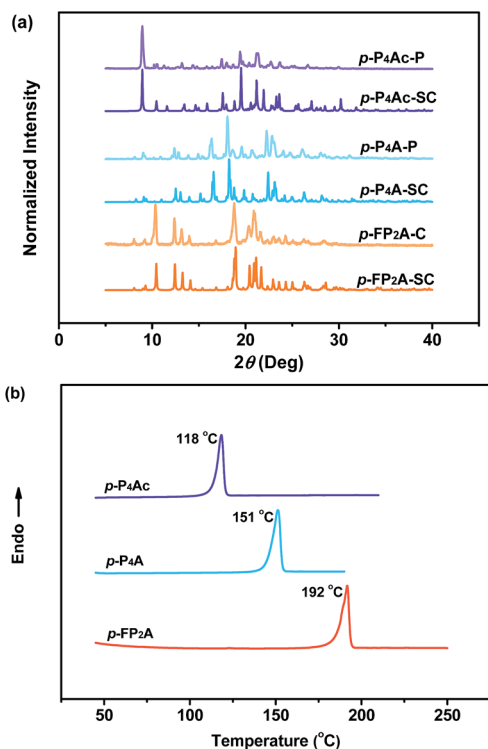 (a)
Normalized Intensity
p-P₄Ac-P
p-P₄Ac-SC
p-P₄A-P
p-P₄A-SC
p-FP₂A-C
p-FP₂A-SC
0 10 20 30 40
2θ (Deg)
(b)
Endo
118 °C
p-P₄Ac
151 °C
p-P₄A
192 °C
p-FP₂A
50 100 150 200 250
Temperature (°C)